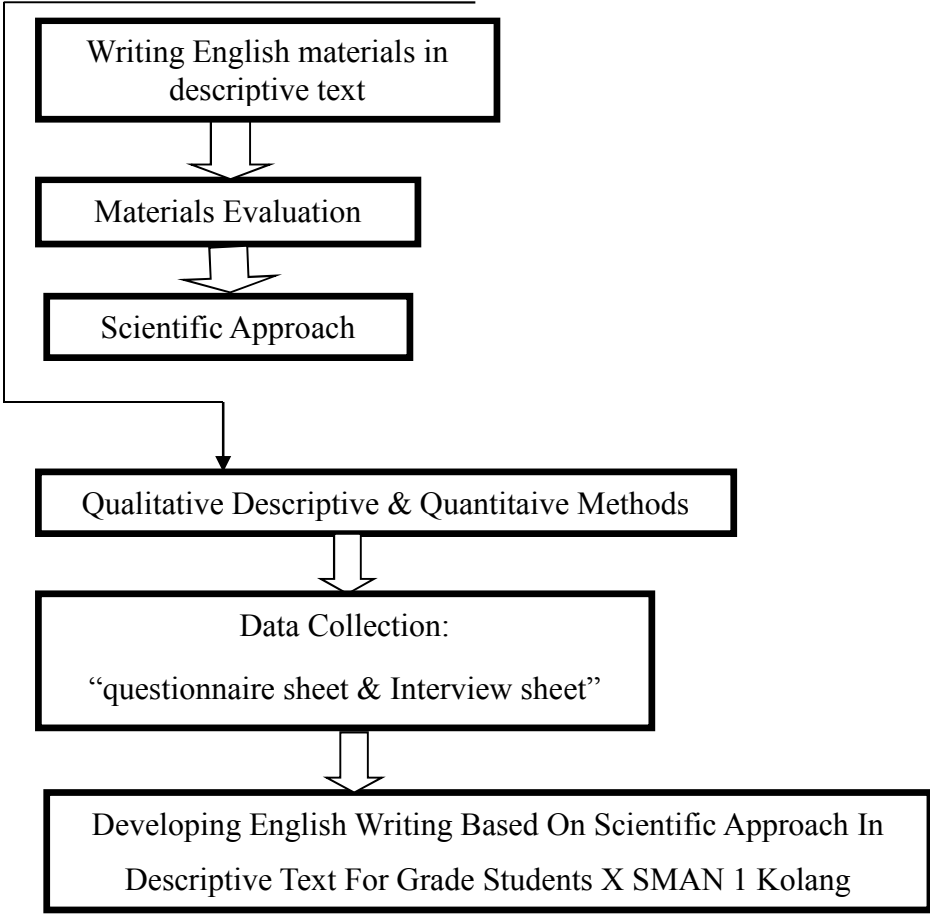 Writing English materials in
descriptive text
Materials Evaluation
Scientific Approach
Qualitative Descriptive & Quantitaive Methods
Data Collection:
“questionnaire sheet & Interview sheet”
Developing English Writing Based On Scientific Approach In
Descriptive Text For Grade Students X SMAN 1 Kolang